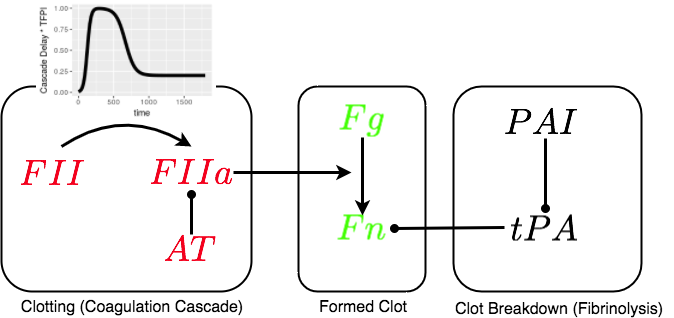 Cascade Delay * TFPI
1.00
0.75
0.50
0.25
0.00
0
500
1000
1500
time
FII
FIIa
AT
Clotting (Coagulation Cascade)
Fg
Fn
Formed Clot
PAI
tPA
Clot Breakdown (Fibrinolysis)